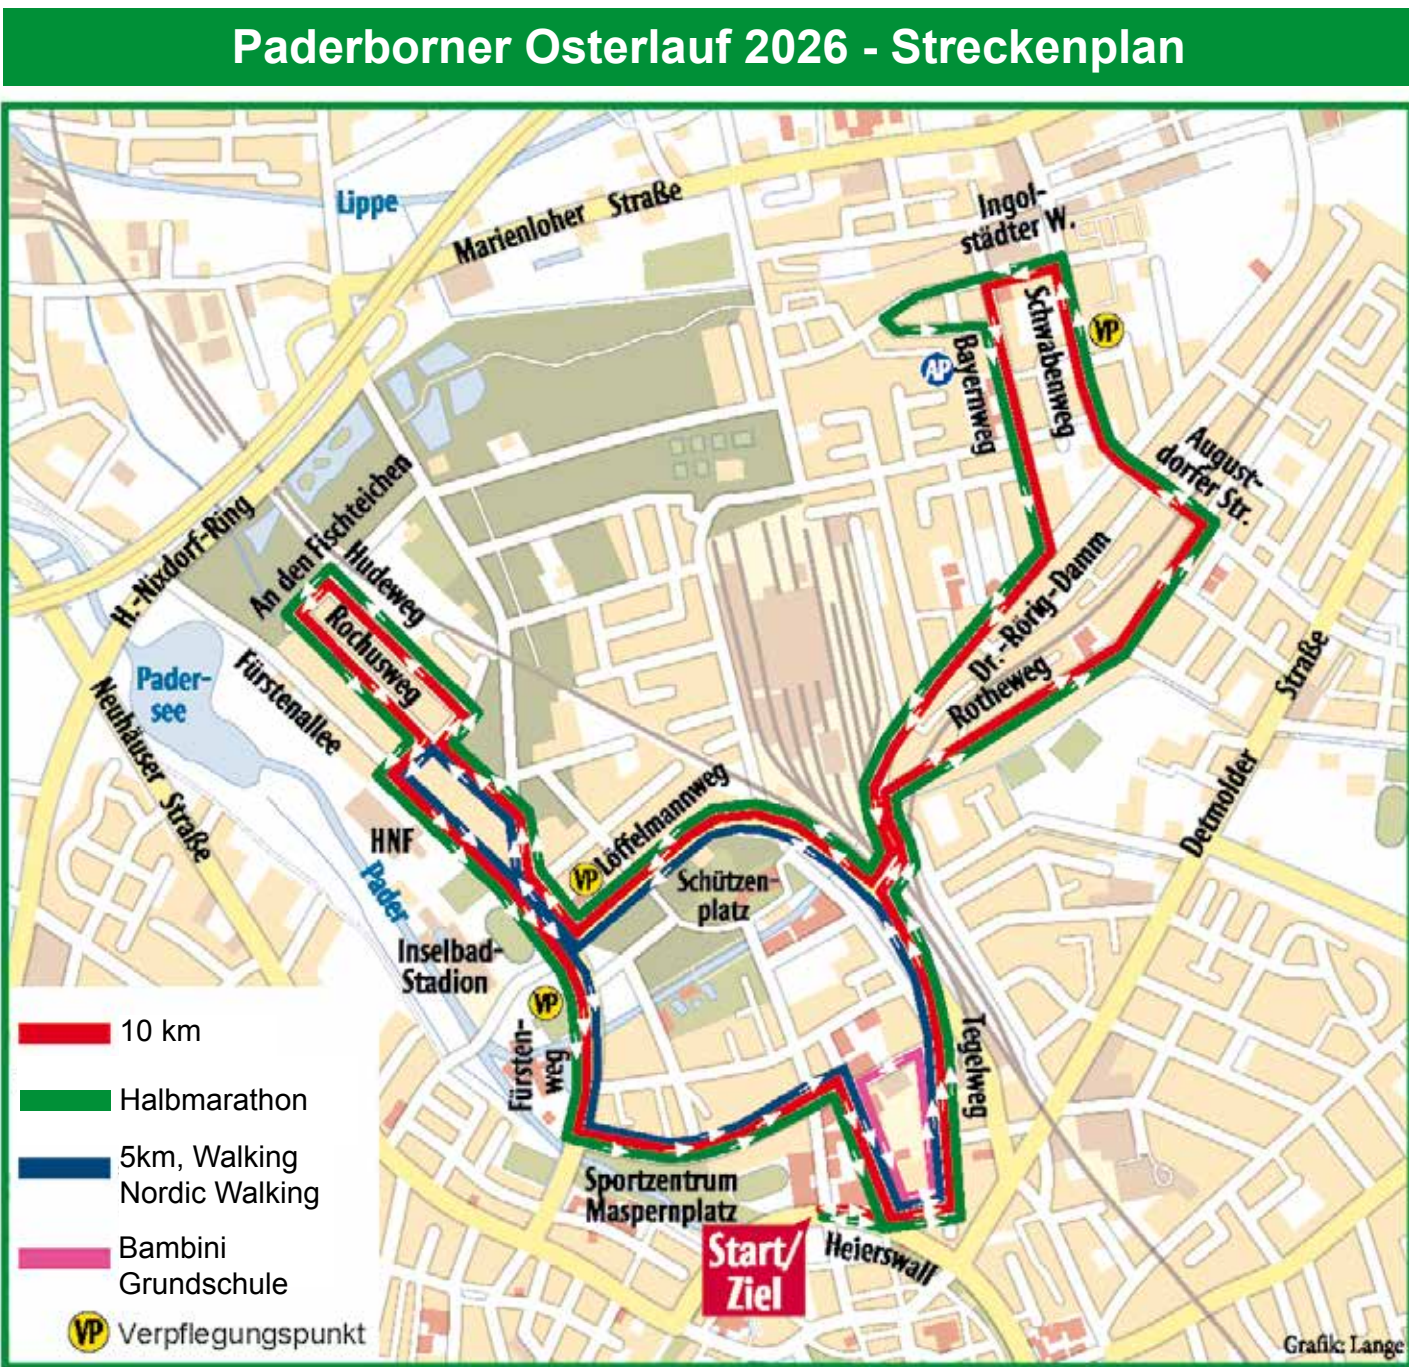 Paderborner Osterlauf 2026 - Streckenplan
Lippe
Marienloher Straße
Ingol-
städter W.
Schwabenweg
VP
Bayernweg
AP
August-
dorfer Str.
H.-Nixdorf-Ring
An den Fischteichen
Hudeweg
Rochusweg
Dr.-Rörig-Damm
Rotheweg
Detmolder Straße
Pader-
see
Fürstenallee
Neuhäuser Straße
HNF
Pader
VP
Löffelmannweg
Schützen-
platz
Inselbad-
Stadion
VP
Fürsten-
weg
Tegelweg
Sportzentrum
Maspernplatz
Start/
Ziel
Heierswall
10 km
Halbmarathon
5km, Walking
Nordic Walking
Bambini
Grundschule
VP Verpflegungspunkt
Grafik: Lange